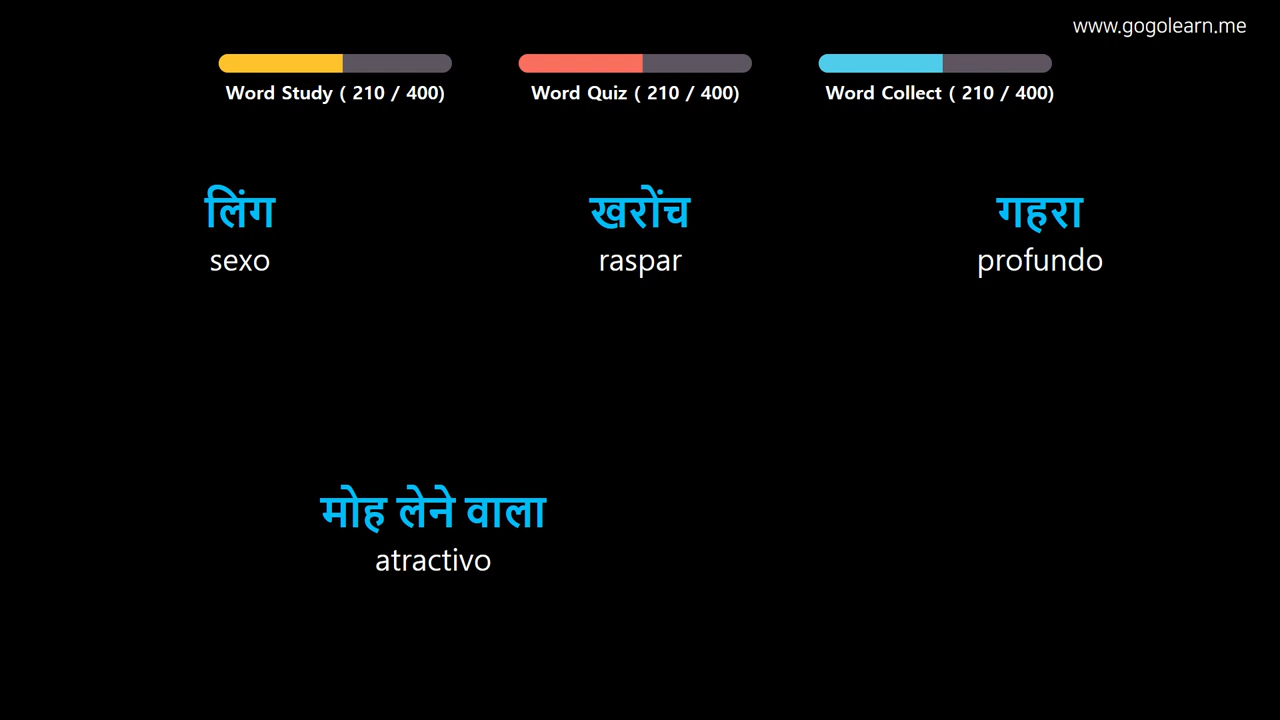 www.gogolearn.me
Word Study ( 210 / 400)
Word Quiz ( 210 / 400)
Word Collect ( 210 / 400)
लिंग
sexo
खरोंच
raspar
गहरा
profundo
मोह लेने वाला
atractivo